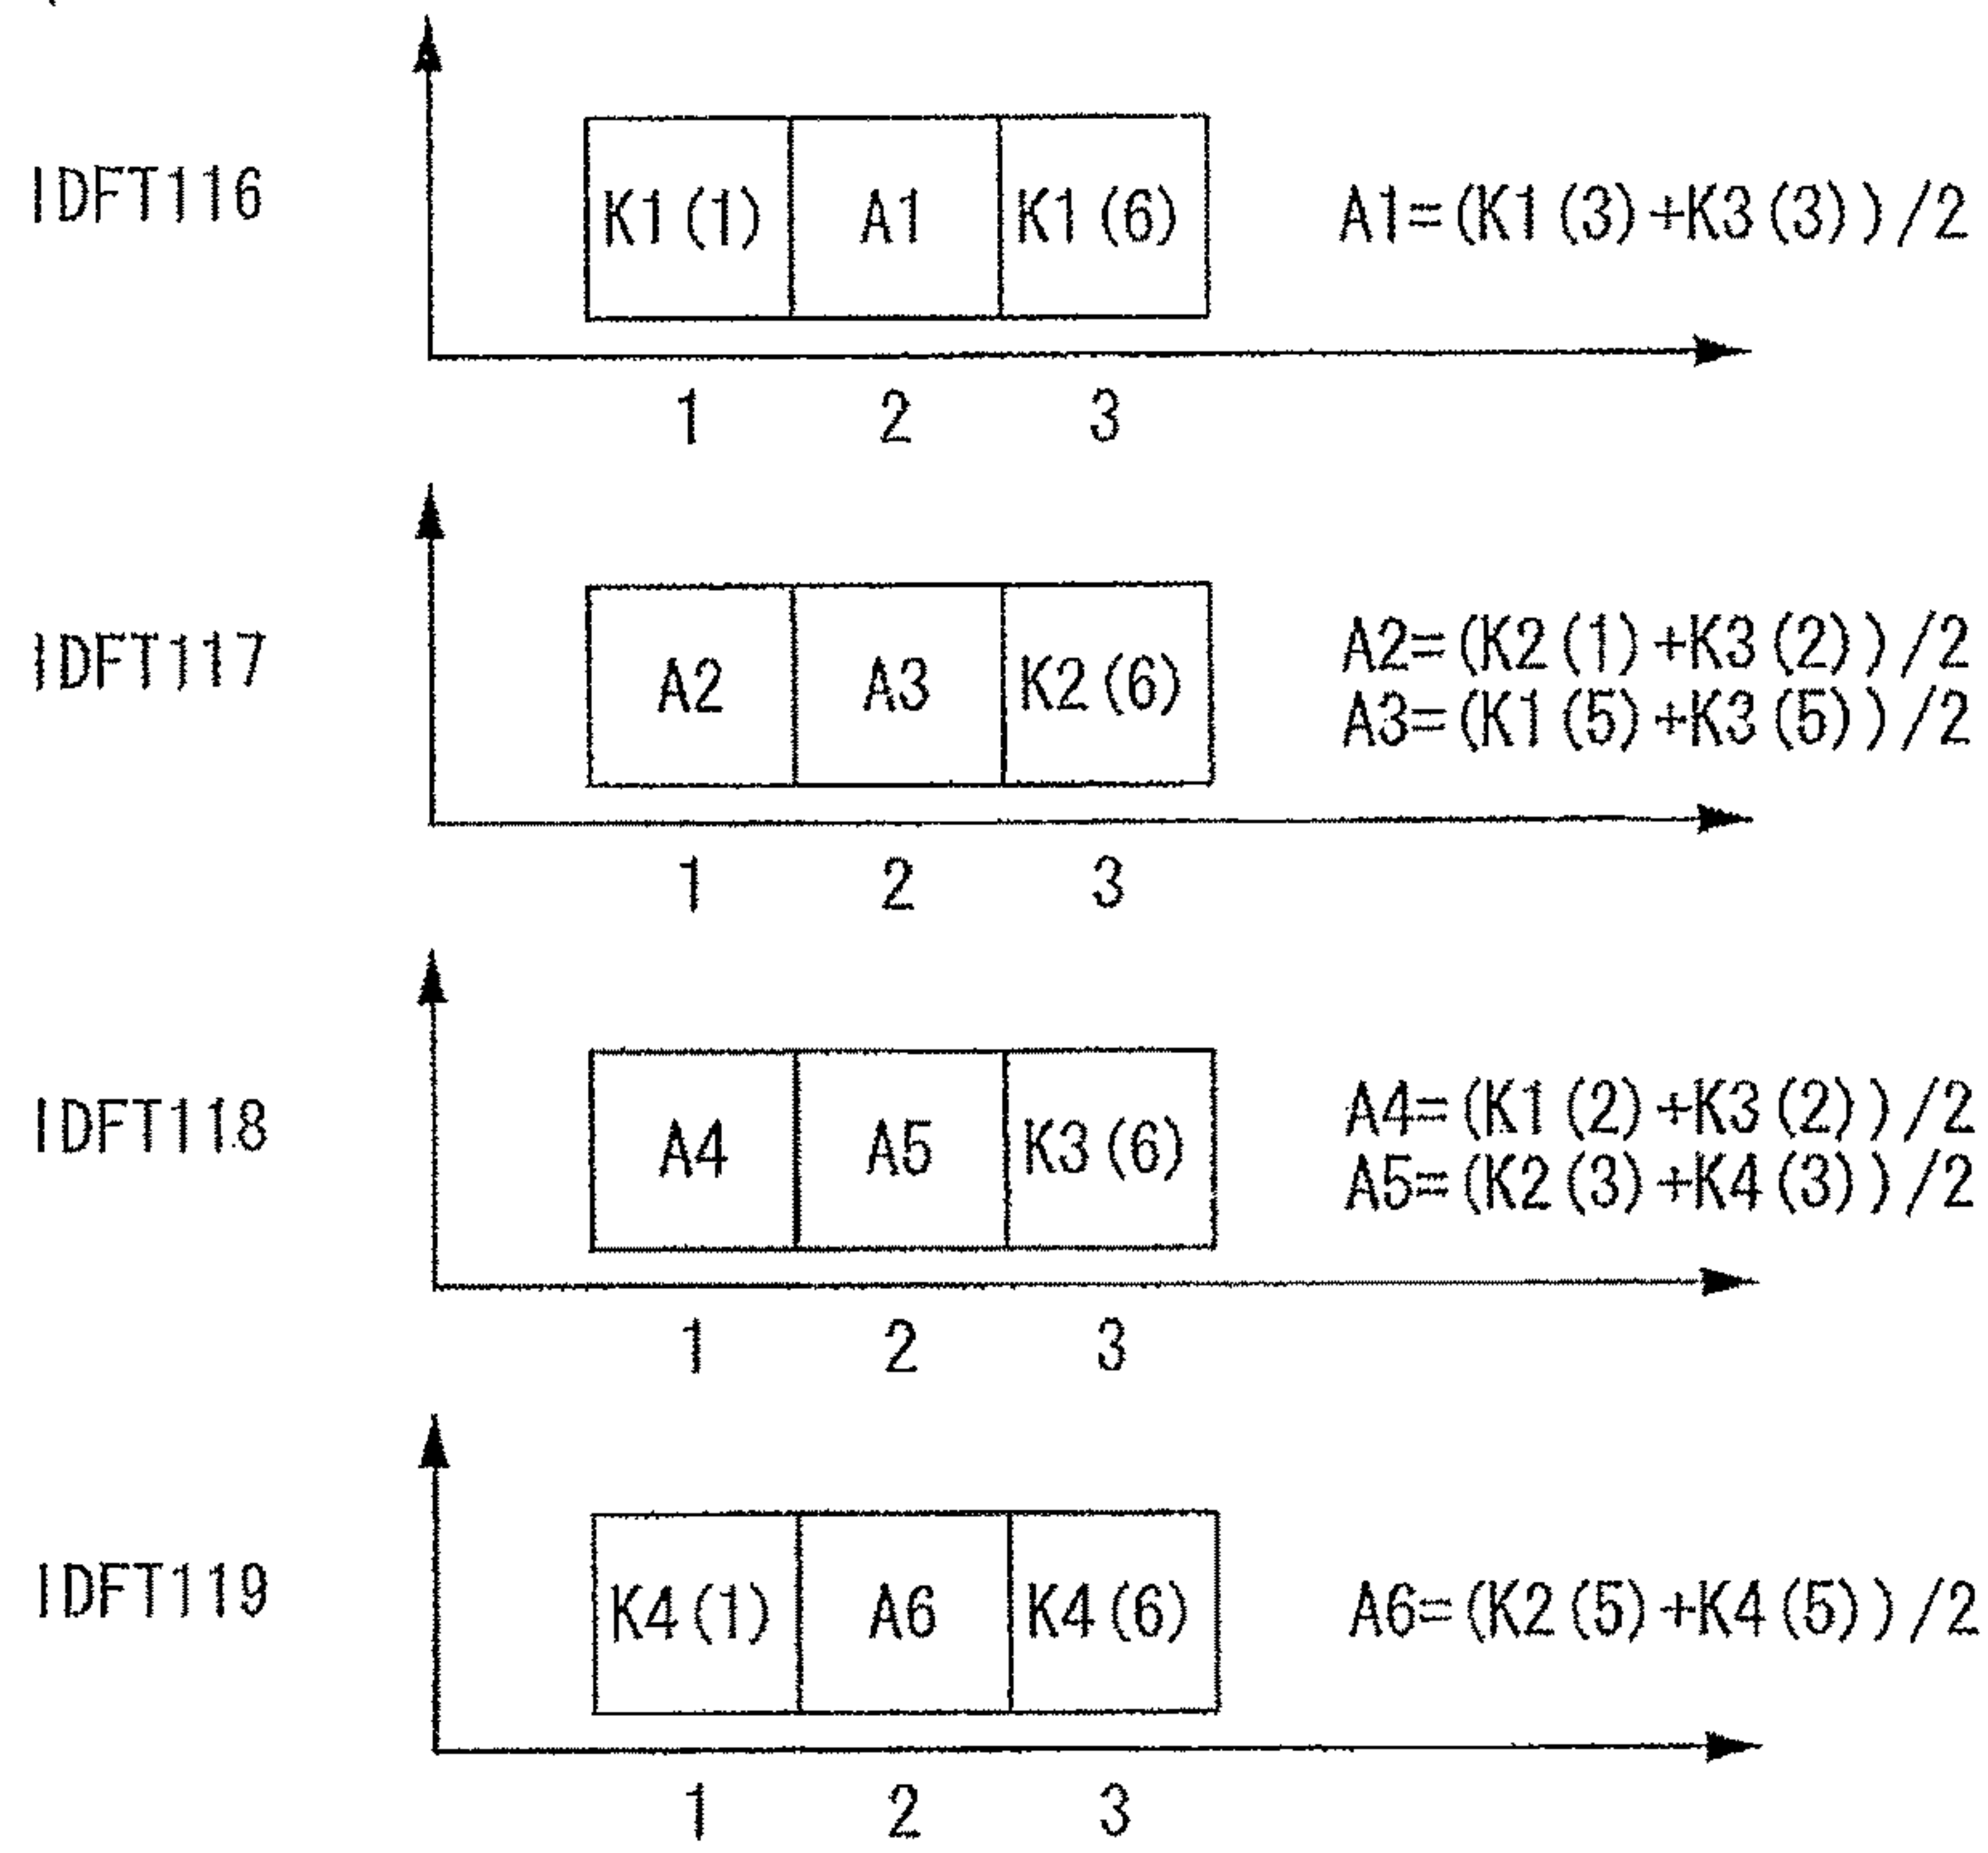 IDFT116
K1(1) A1 K1(6)
A1=(K1(3)+K3(3))/2
1 2 3
IDFT117
A2 A3 K2(6)
A2=(K2(1)+K3(2))/2
A3=(K1(5)+K3(5))/2
1 2 3
IDFT118
A4 A5 K3(6)
A4=(K1(2)+K3(2))/2
A5=(K2(3)+K4(3))/2
1 2 3
IDFT119
K4(1) A6 K4(6)
A6=(K2(5)+K4(5))/2
1 2 3